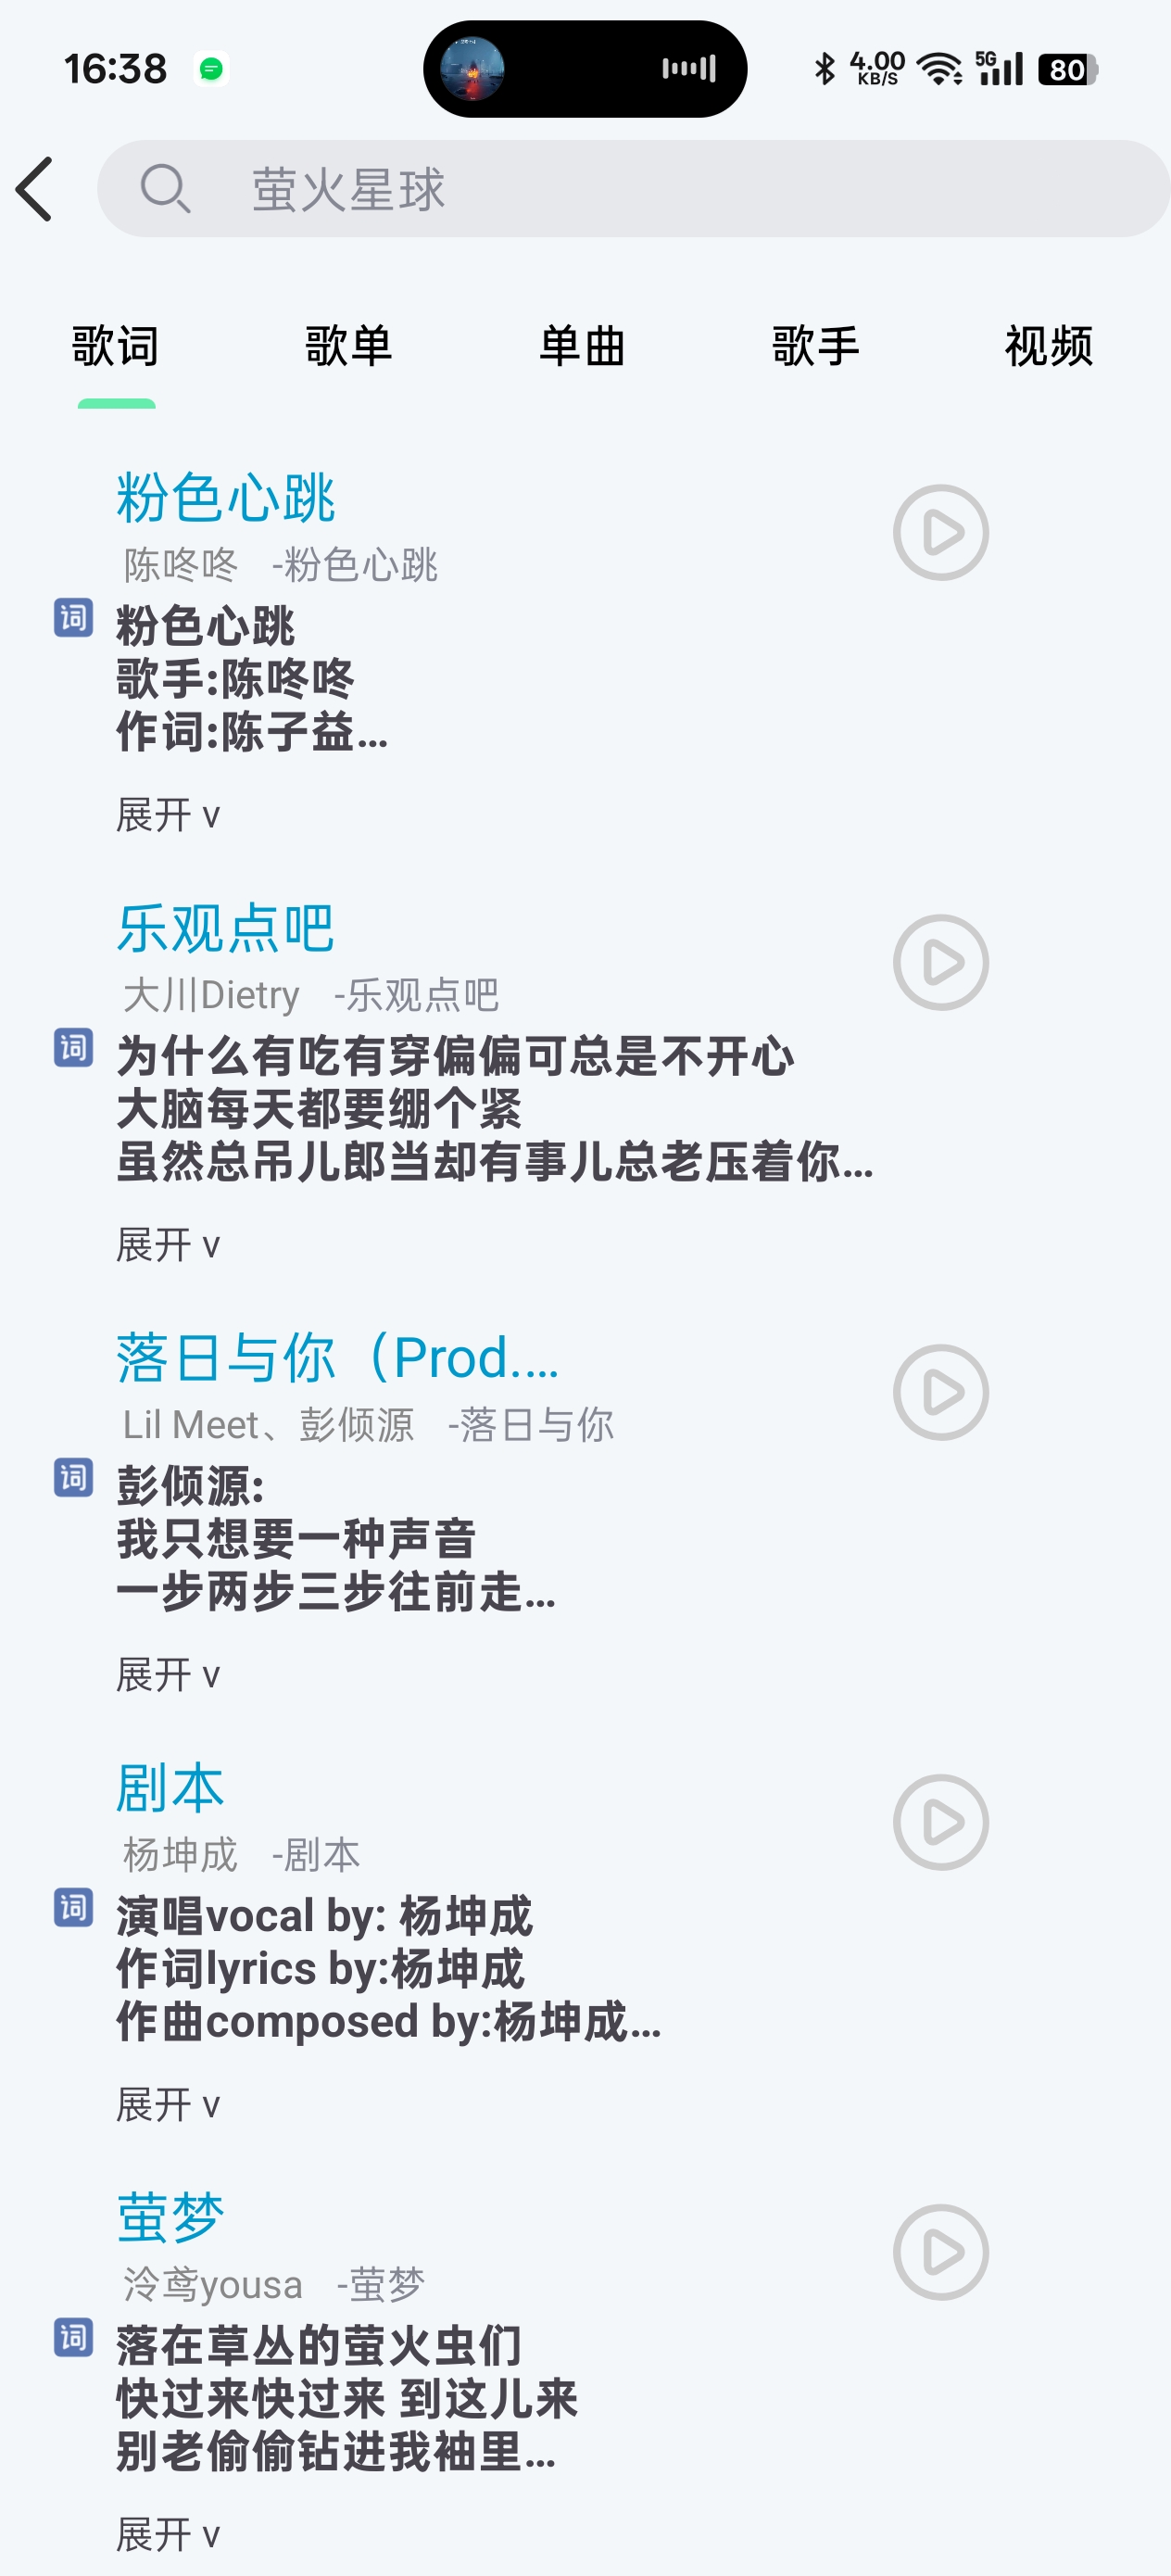 16:38
4.00
KB/S
5G
80
萤火星球
歌词 歌单 单曲 歌手 视频
粉色心跳
陈咚咚 -粉色心跳
词
粉色心跳
歌手:陈咚咚
作词:陈子益...
展开 v
乐观点吧
大川Dietry -乐观点吧
词
为什么有吃有穿偏偏可总是不开心
大脑每天都要绷个紧
虽然总吊儿郎当却有事儿总老压着你...
展开 v
落日与你（Prod....
Lil Meet、彭倾源 -落日与你
词
彭倾源:
我只想要一种声音
一步两步三步往前走...
展开 v
剧本
杨坤成 -剧本
词
演唱vocal by: 杨坤成
作词lyrics by:杨坤成
作曲composed by:杨坤成...
展开 v
萤梦
泠鸢yousa -萤梦
词
落在草丛的萤火虫们
快过来快过来 到这儿来
别老偷偷钻进我袖里...
展开 v